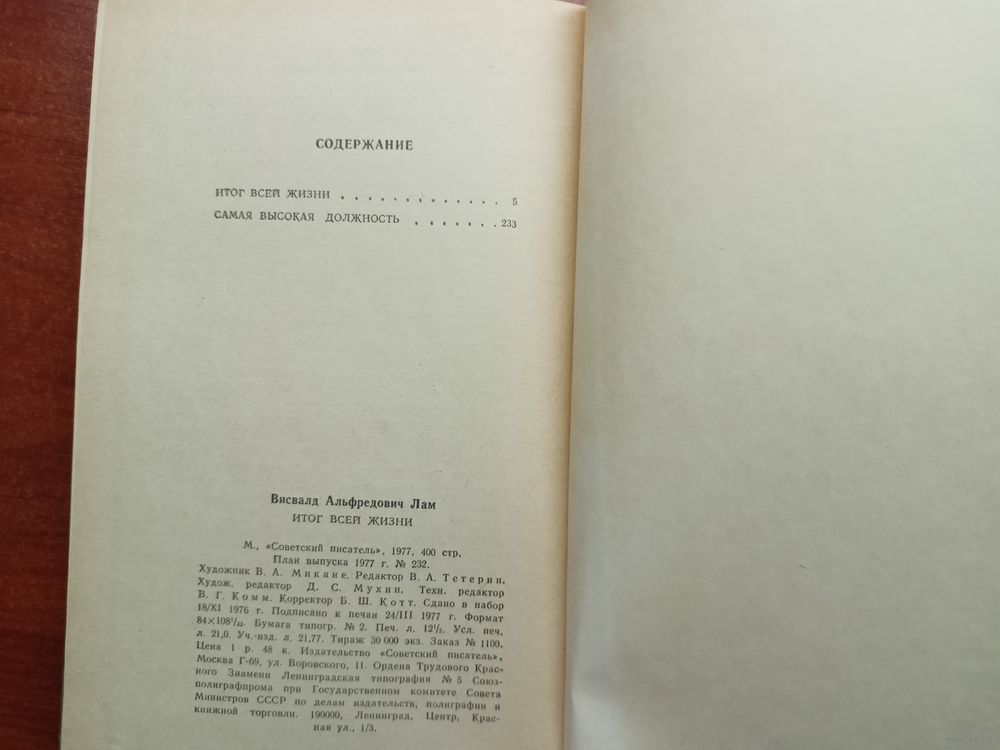 СОДЕРЖАНИЕ
ИТОГ ВСЕЙ ЖИЗНИ . . . . . . . . . . . . . 5
САМАЯ ВЫСОКАЯ ДОЛЖНОСТЬ . . . . . . . 233
Висвалд Альфредович Лам
ИТОГ ВСЕЙ ЖИЗНИ
М., «Советский писатель», 1977, 400 стр.
План выпуска 1977 г. № 232.
Художник В. А. Микане. Редактор В. А. Тетерин.
Худож. редактор Д. С. Мухин. Техн. редактор
В. Г. Комм. Корректор Б. Ш. Котт. Сдано в набор
18/XI 1976 г. Подписано к печаи 24/III 1977 г. Формат
84×108¹/₃₂. Бумага типогр. № 2. Печ. л. 12¹/₂. Усл. печ.
л. 21,0. Уч.-изд. л. 21,77. Тираж 30 000 экз. Заказ № 1100.
Цена 1 р. 48 к. Издательство «Советский писатель».
Москва Г-69, ул. Воровского, 11. Ордена Трудового Крас-
ного Знамени Ленинградская типография № 5 Союз-
полиграфпрома при Государственном комитете Совета
Министров СССР по делам издательств, полиграфии и
книжной торговли. 190000, Ленинград, Центр, Крас-
ная ул., 1/3.